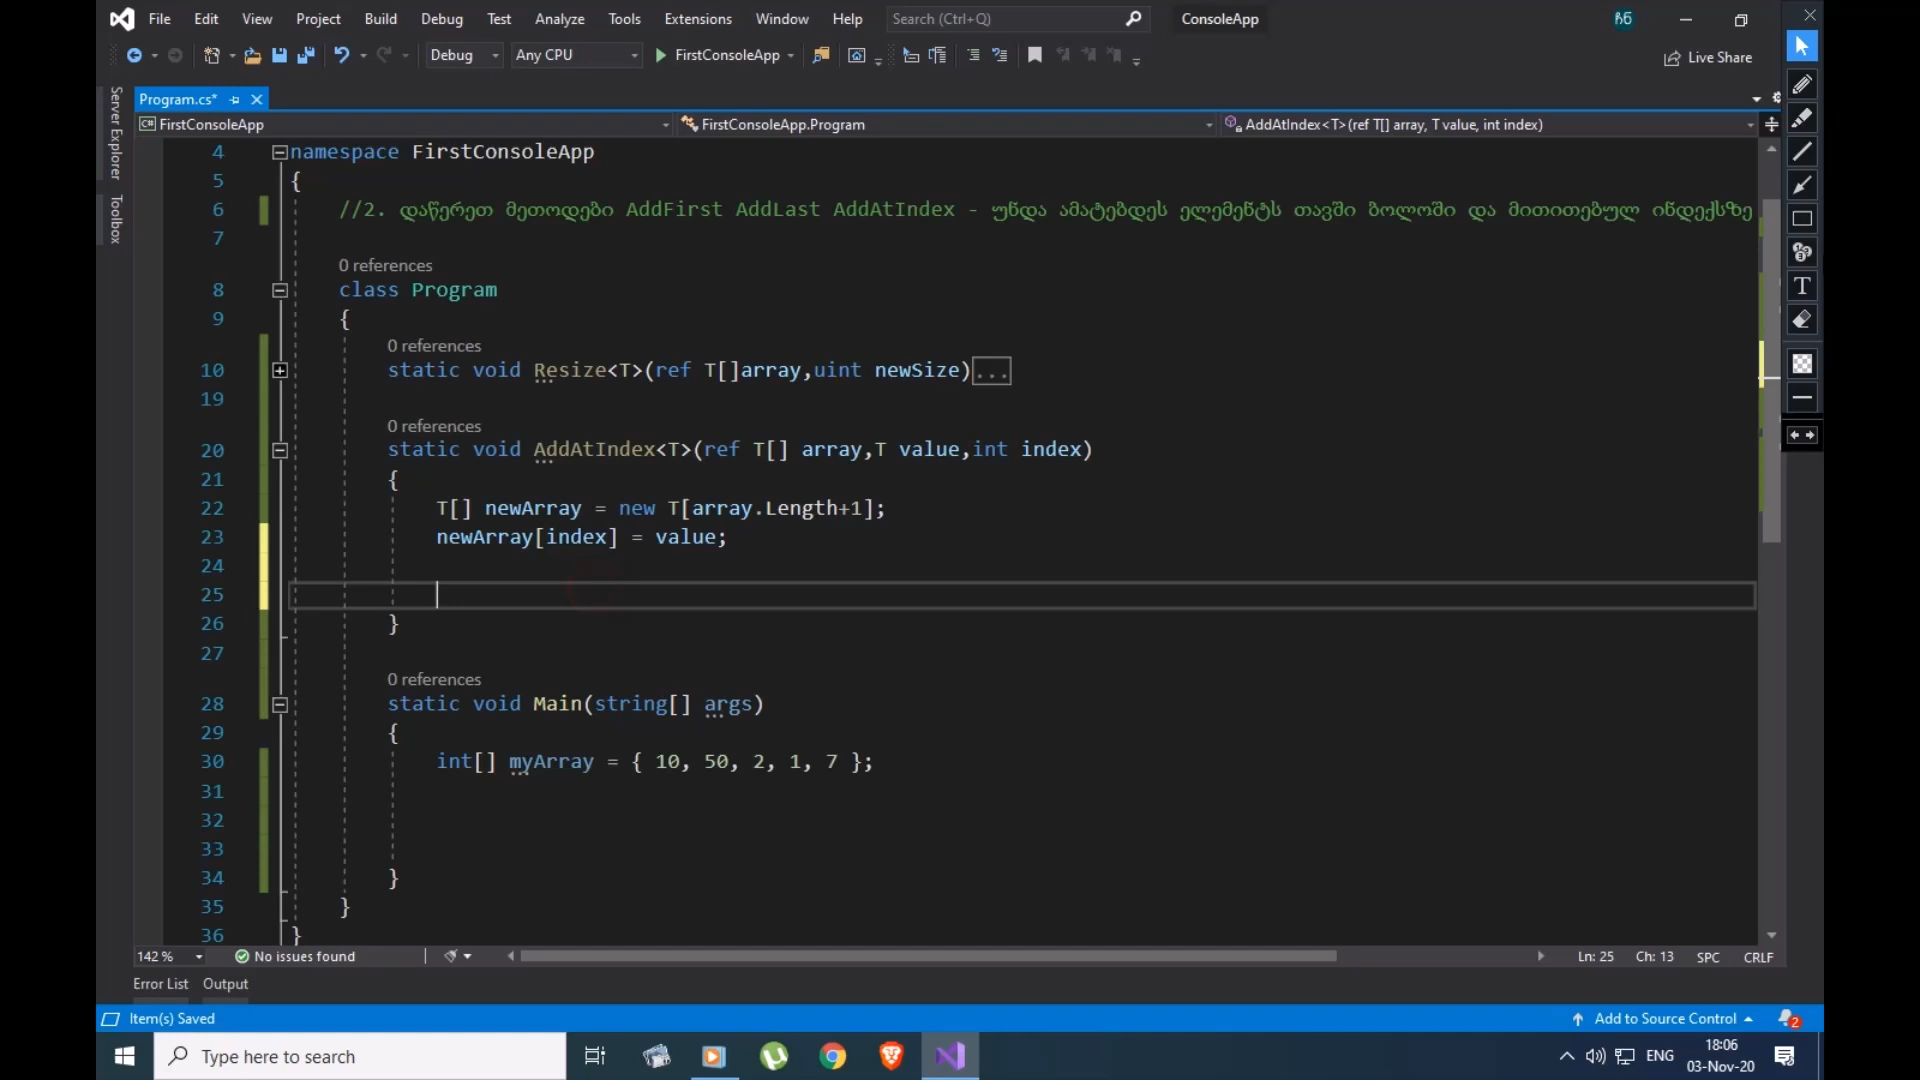 File Edit View Project Build Debug Test Analyze Tools Extensions Window Help Search (Ctrl+Q) ConsoleApp ჩნ
Debug Any CPU FirstConsoleApp Live Share
Server Explorer
Toolbox
Program.cs*
C# FirstConsoleApp FirstConsoleApp.Program AddAtIndex<T>(ref T[] array, T value, int index)
4 namespace FirstConsoleApp
5 {
6 //2. დაწერეთ მეთოდები AddFirst AddLast AddAtIndex - უნდა ამატებდეს ელემენტს თავში ბოლოში და მითითებულ ინდექსზე
7
0 references
8 class Program
9 {
0 references
10 static void Resize<T>(ref T[]array,uint newSize)...
19
0 references
20 static void AddAtIndex<T>(ref T[] array,T value,int index)
21 {
22 T[] newArray = new T[array.Length+1];
23 newArray[index] = value;
24
25
26 }
27
0 references
28 static void Main(string[] args)
29 {
30 int[] myArray = { 10, 50, 2, 1, 7 };
31
32
33
34 }
35 }
36 }
142 % No issues found Ln: 25 Ch: 13 SPC CRLF
Error List Output
Item(s) Saved Add to Source Control 2
Type here to search ENG 18:06
03-Nov-20